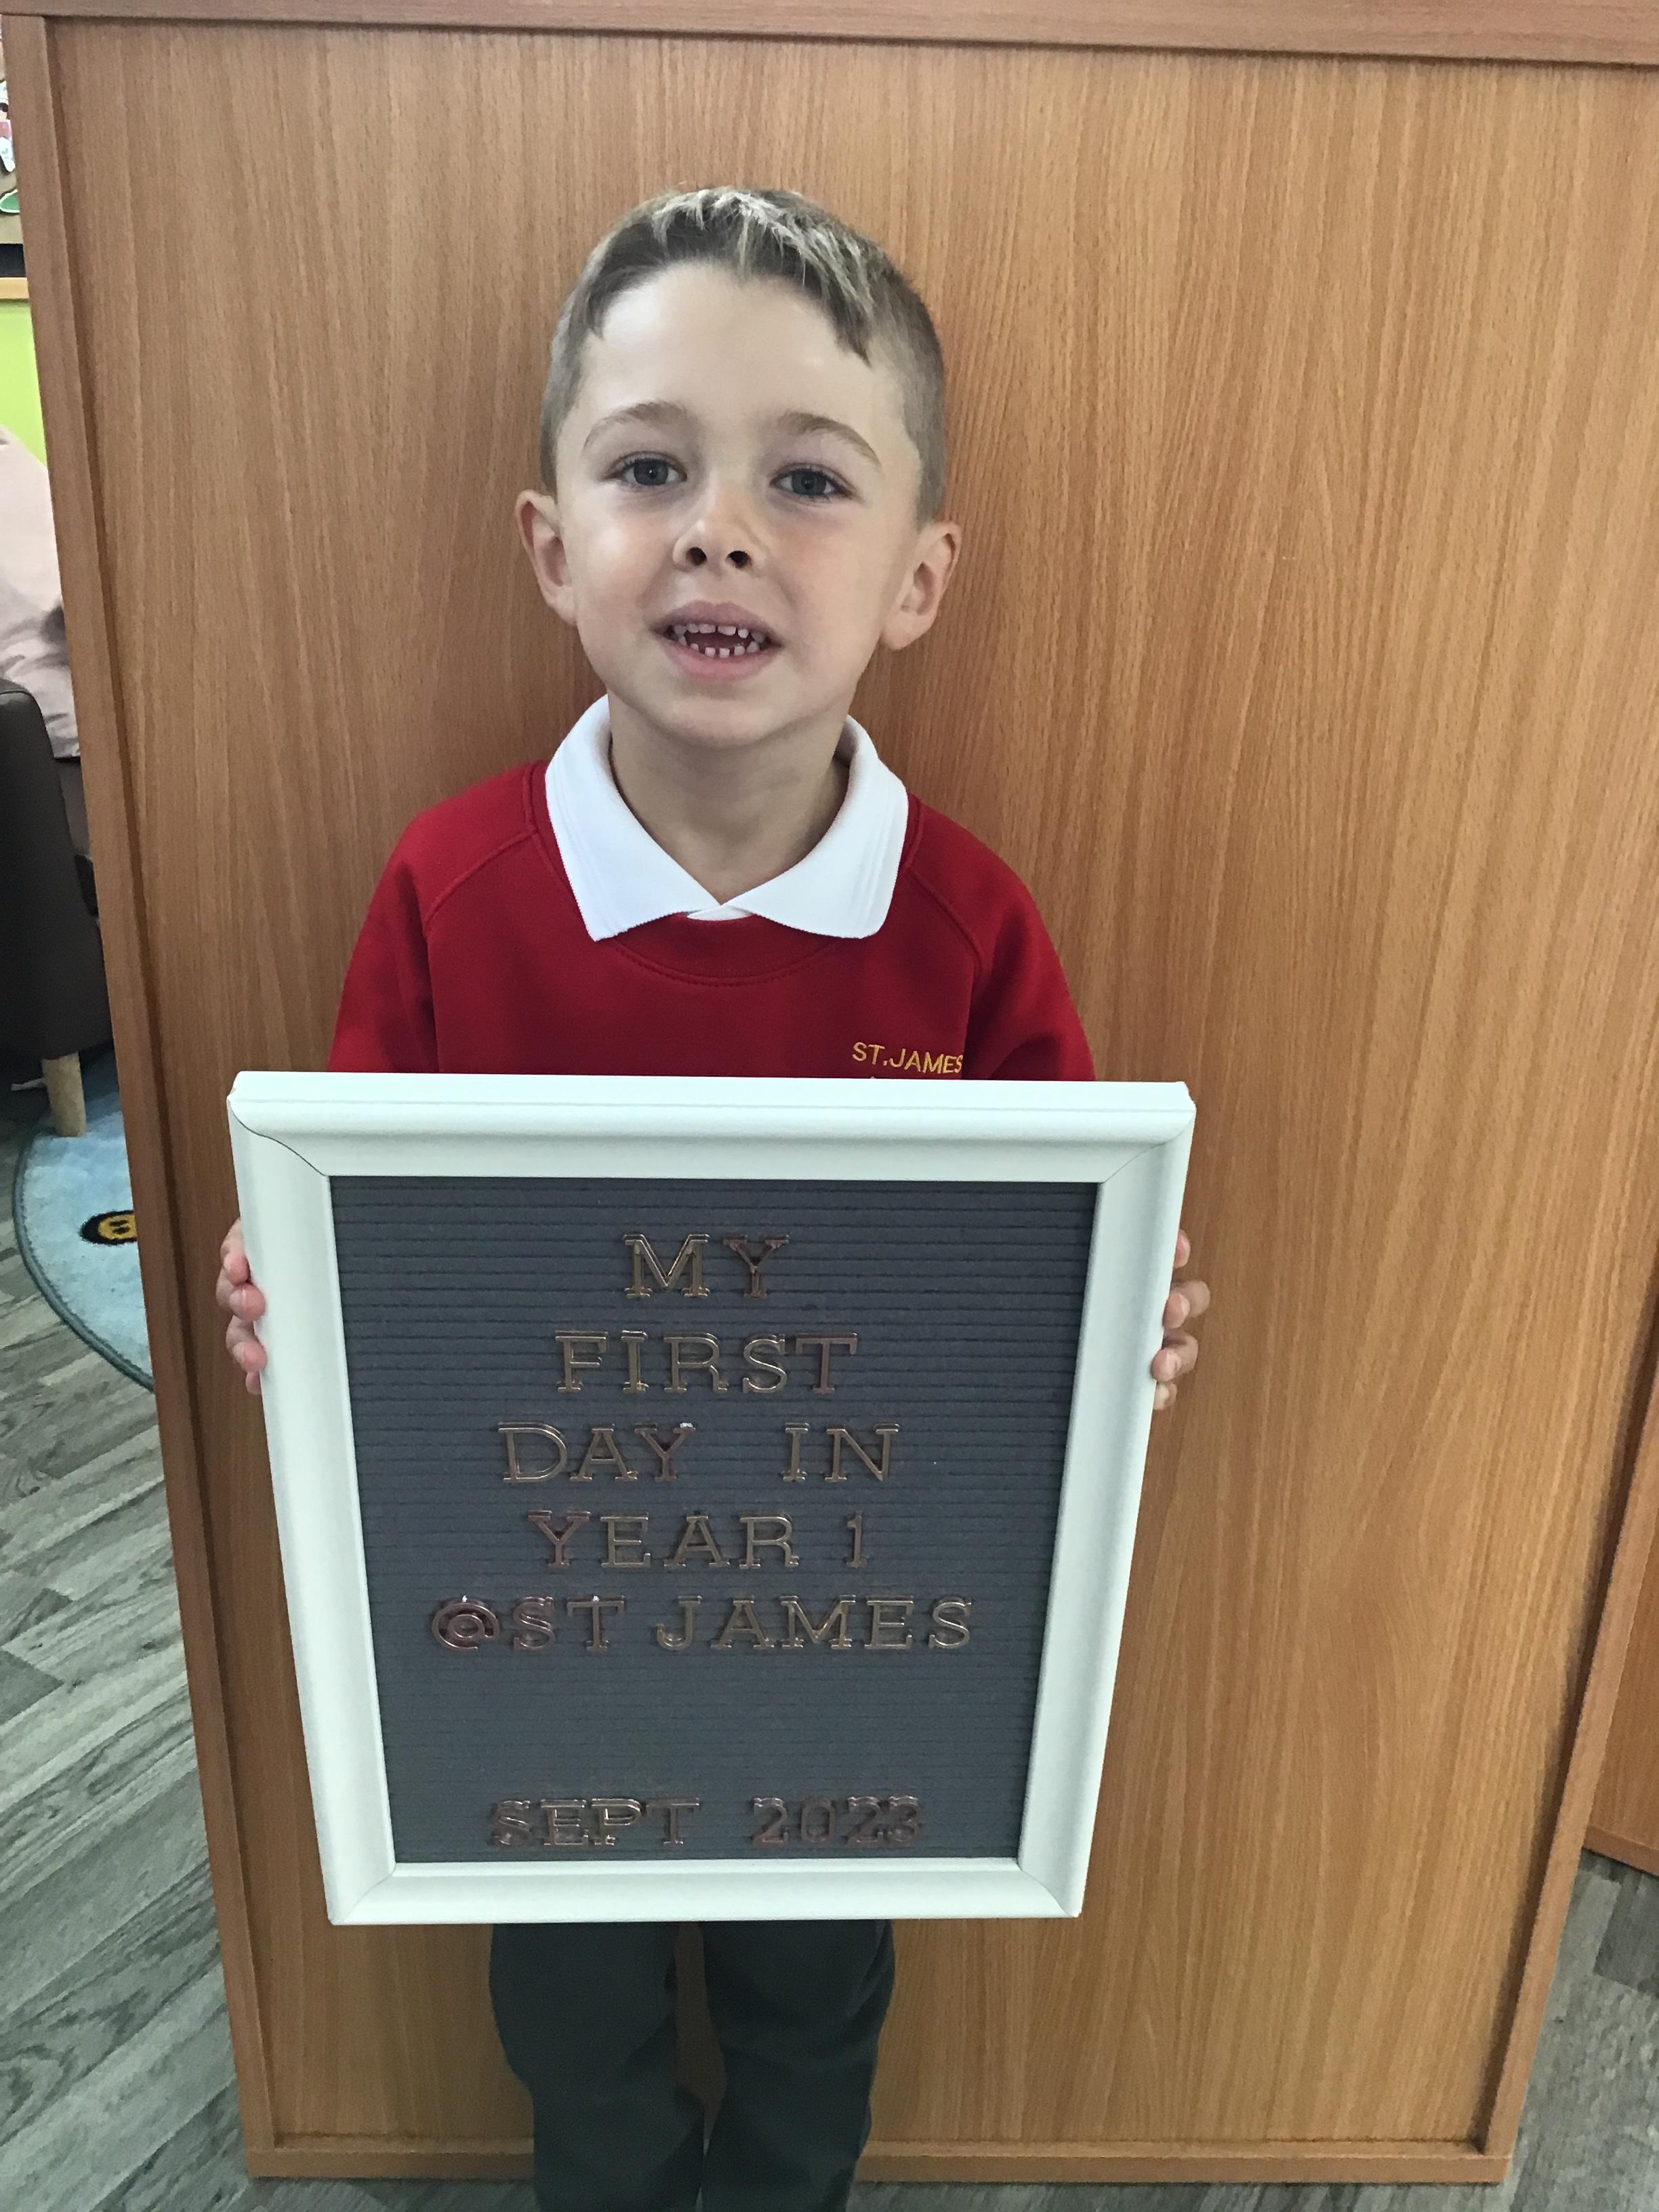 ST.JAMES
MY
FIRST
DAY IN
YEAR 1
@ST JAMES
SEPT 2023